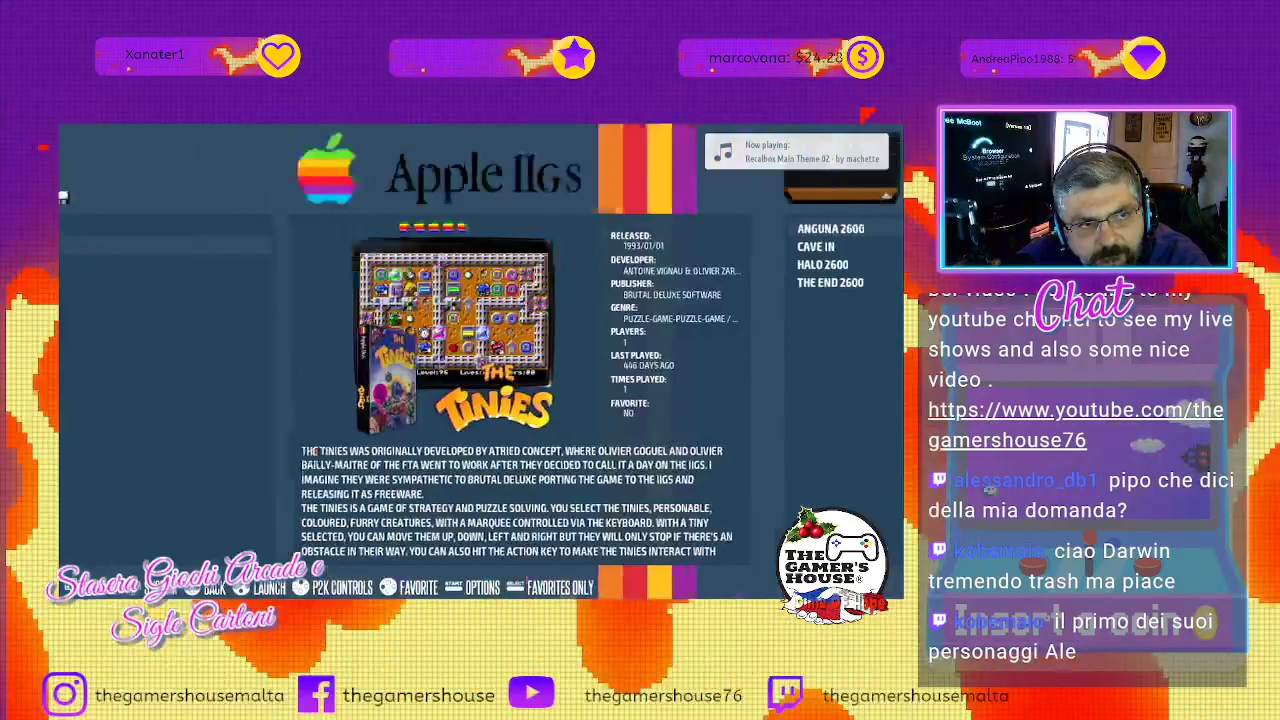 Xanater1
marcovana: $24.28
AndreaPioo1988: 5
Apple IIGS
Now playing:
Recalbox Main Theme 02 - by machette
RELEASED:
1993/01/01
DEVELOPER:
ANTOINE VIGNAU & OLIVIER ZAR...
PUBLISHER:
BRUTAL DELUXE SOFTWARE
GENRE:
PUZZLE-GAME-PUZZLE-GAME / ...
PLAYERS:
1
LAST PLAYED:
446 DAYS AGO
TIMES PLAYED:
1
FAVORITE:
NO
ANGUNA 2600
CAVE IN
HALO 2600
THE END 2600
THE TINIES
THE TINIES WAS ORIGINALLY DEVELOPED BY ATRIED CONCEPT, WHERE OLIVIER GOGUEL AND OLIVIER
BAILLY-MAITRE OF THE FTA WENT TO WORK AFTER THEY DECIDED TO CALL IT A DAY ON THE IIGS. I
IMAGINE THEY WERE SYMPATHETIC TO BRUTAL DELUXE PORTING THE GAME TO THE IIGS AND
RELEASING IT AS FREEWARE.
THE TINIES IS A GAME OF STRATEGY AND PUZZLE SOLVING. YOU SELECT THE TINIES, PERSONABLE,
COLOURED, FURRY CREATURES, WITH A MARQUEE CONTROLLED VIA THE KEYBOARD. WITH A TINY
SELECTED, YOU CAN MOVE THEM UP, DOWN, LEFT AND RIGHT BUT THEY WILL ONLY STOP IF THERE'S AN
OBSTACLE IN THEIR WAY. YOU CAN ALSO HIT THE ACTION KEY TO MAKE THE TINIES INTERACT WITH
BACK LAUNCH P2K CONTROLS FAVORITE START OPTIONS SELECT FAVORITES ONLY
Stasera Giochi Arcade e
Sigle Cartoni
THE
GAMER'S
HOUSE
Browser
System Configuration
Chat
youtube channel to see my live
shows and also some nice
video .
https://www.youtube.com/the
gamershouse76
alessandro_db1 pipo che dici
della mia domanda?
kobemaio ciao Darwin
tremendo trash ma piace
kobemaio il primo dei suoi
personaggi Ale
Insert a coin
thegamershousemalta
thegamershouse
thegamershouse76
thegamershousemalta